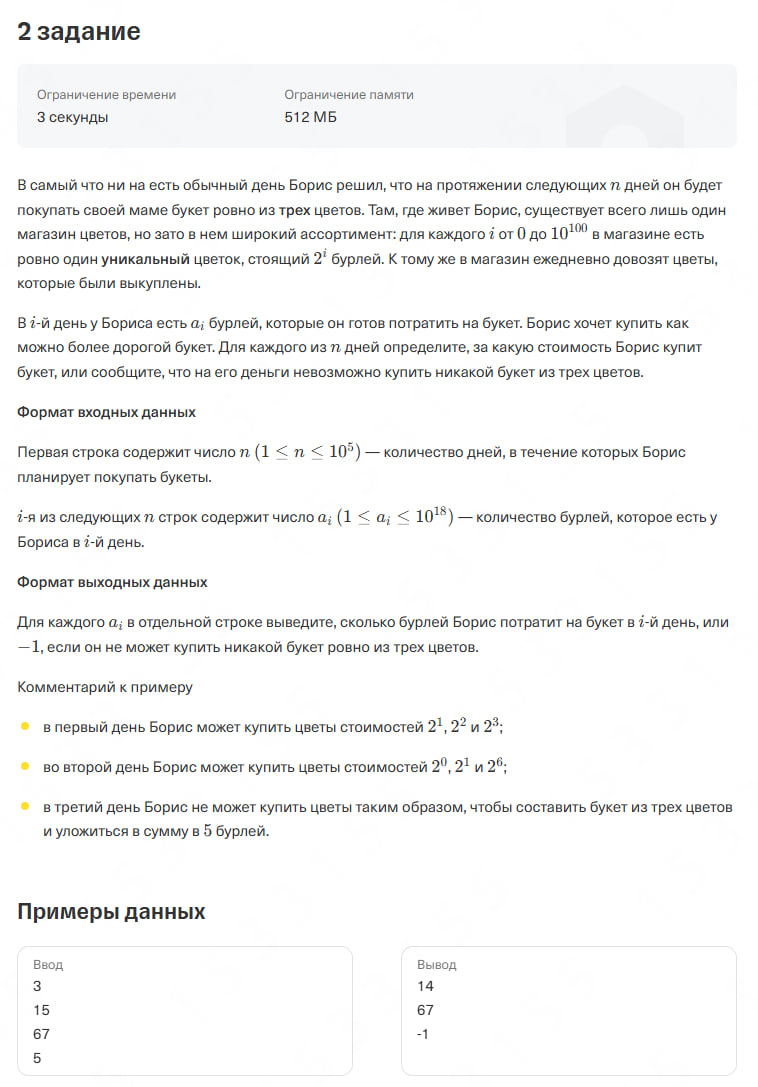 2 задание
Ограничение времени
3 секунды
Ограничение памяти
512 МБ
В самый что ни на есть обычный день Борис решил, что на протяжении следующих n дней он будет
покупать своей маме букет ровно из трех цветов. Там, где живет Борис, существует всего лишь один
магазин цветов, но зато в нем широкий ассортимент: для каждого i от 0 до 10^100 в магазине есть
ровно один уникальный цветок, стоящий 2^i бурлей. К тому же в магазин ежедневно довозят цветы,
которые были выкуплены.
В i-й день у Бориса есть a_i бурлей, которые он готов потратить на букет. Борис хочет купить как
можно более дорогой букет. Для каждого из n дней определите, за какую стоимость Борис купит
букет, или сообщите, что на его деньги невозможно купить никакой букет из трех цветов.
Формат входных данных
Первая строка содержит число n (1 ≤ n ≤ 10^5) — количество дней, в течение которых Борис
планирует покупать букеты.
i-я из следующих n строк содержит число a_i (1 ≤ a_i ≤ 10^18) — количество бурлей, которое есть у
Бориса в i-й день.
Формат выходных данных
Для каждого a_i в отдельной строке выведите, сколько бурлей Борис потратит на букет в i-й день, или
−1, если он не может купить никакой букет ровно из трех цветов.
Комментарий к примеру
в первый день Борис может купить цветы стоимостей 2^1, 2^2 и 2^3;
во второй день Борис может купить цветы стоимостей 2^0, 2^1 и 2^6;
в третий день Борис не может купить цветы таким образом, чтобы составить букет из трех цветов
и уложиться в сумму в 5 бурлей.
Примеры данных
Ввод
3
15
67
5
Вывод
14
67
-1